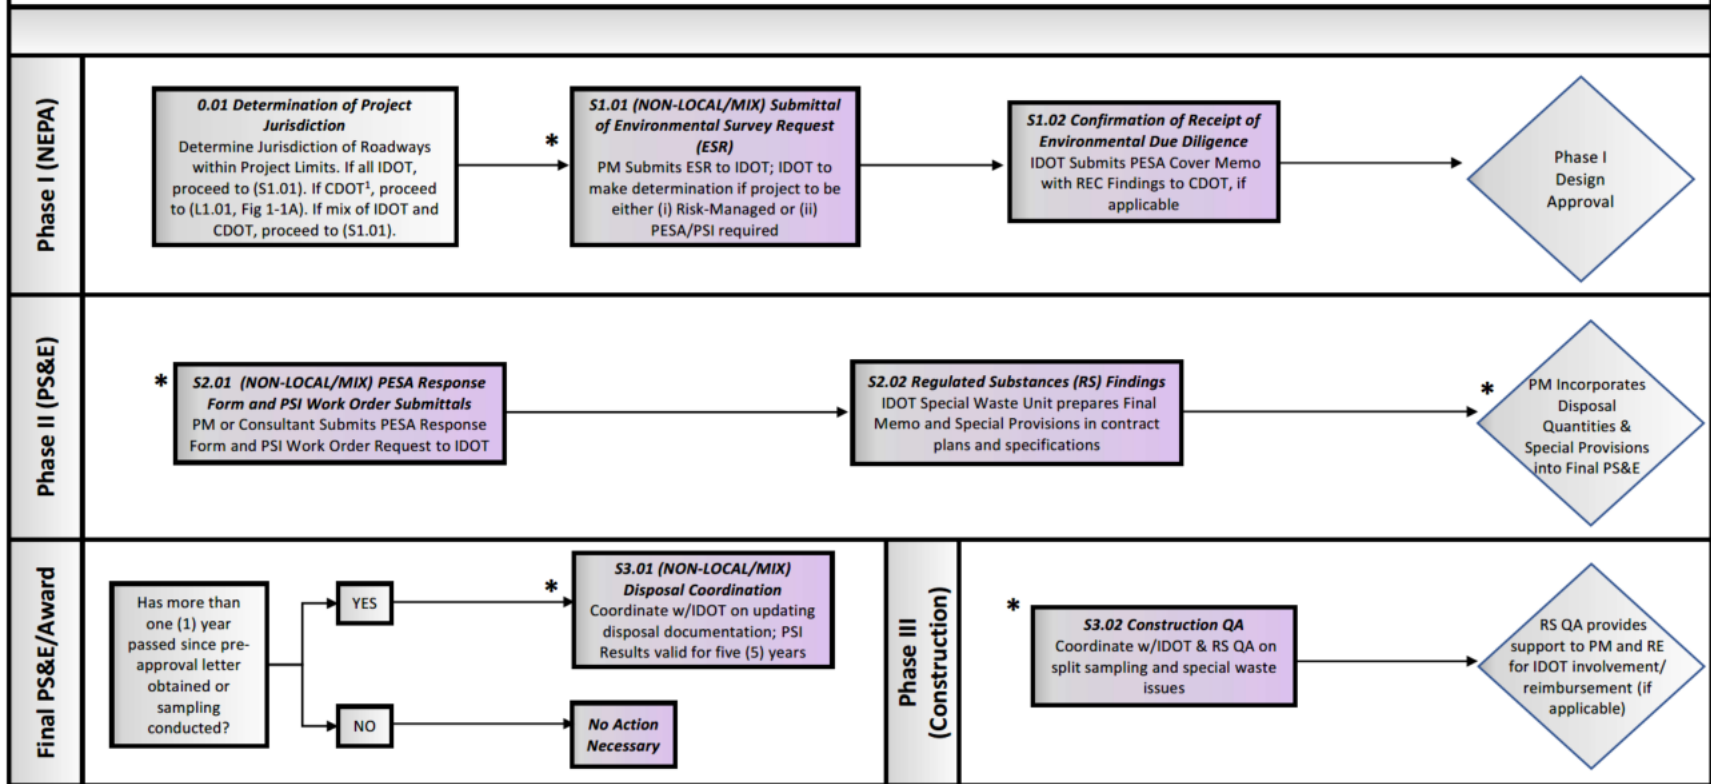 Phase I (NEPA)
0.01 Determination of Project
Jurisdiction
Determine Jurisdiction of Roadways
within Project Limits. If all IDOT,
proceed to (S1.01). If CDOT¹, proceed
to (L1.01, Fig 1-1A). If mix of IDOT and
CDOT, proceed to (S1.01).
*
S1.01 (NON-LOCAL/MIX) Submittal
of Environmental Survey Request
(ESR)
PM Submits ESR to IDOT; IDOT to
make determination if project to be
either (i) Risk-Managed or (ii)
PESA/PSI required
S1.02 Confirmation of Receipt of
Environmental Due Diligence
IDOT Submits PESA Cover Memo
with REC Findings to CDOT, if
applicable
Phase I
Design
Approval
Phase II (PS&E)
*
S2.01 (NON-LOCAL/MIX) PESA Response
Form and PSI Work Order Submittals
PM or Consultant Submits PESA Response
Form and PSI Work Order Request to IDOT
S2.02 Regulated Substances (RS) Findings
IDOT Special Waste Unit prepares Final
Memo and Special Provisions in contract
plans and specifications
*
PM Incorporates
Disposal
Quantities &
Special Provisions
into Final PS&E
Final PS&E/Award
Has more than
one (1) year
passed since pre-
approval letter
obtained or
sampling
conducted?
YES
*
S3.01 (NON-LOCAL/MIX)
Disposal Coordination
Coordinate w/IDOT on updating
disposal documentation; PSI
Results valid for five (5) years
NO
No Action
Necessary
Phase III
(Construction)
*
S3.02 Construction QA
Coordinate w/IDOT & RS QA on
split sampling and special waste
issues
RS QA provides
support to PM and RE
for IDOT involvement/
reimbursement (if
applicable)